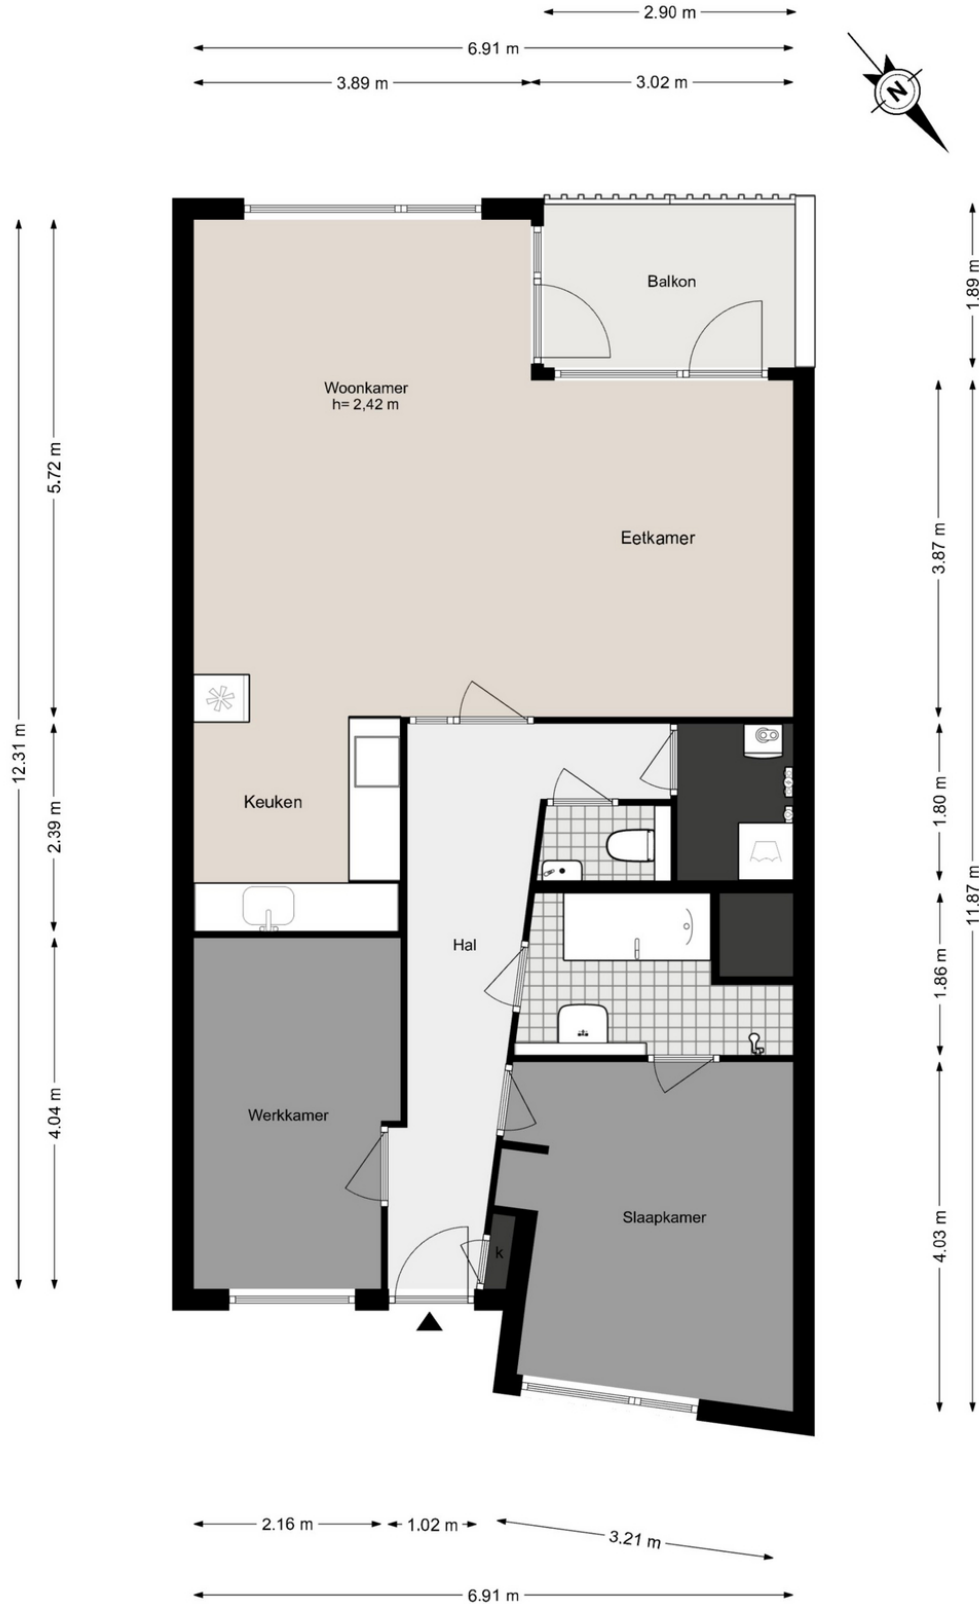 2.90 m
6.91 m
3.89 m
3.02 m
N
Balkon
1.89 m
Woonkamer
h= 2,42 m
5.72 m
Eetkamer
3.87 m
12.31 m
Keuken
2.39 m
1.80 m
11.87 m
Hal
1.86 m
Werkkamer
4.04 m
Slaapkamer
4.03 m
k
2.16 m
1.02 m
3.21 m
6.91 m